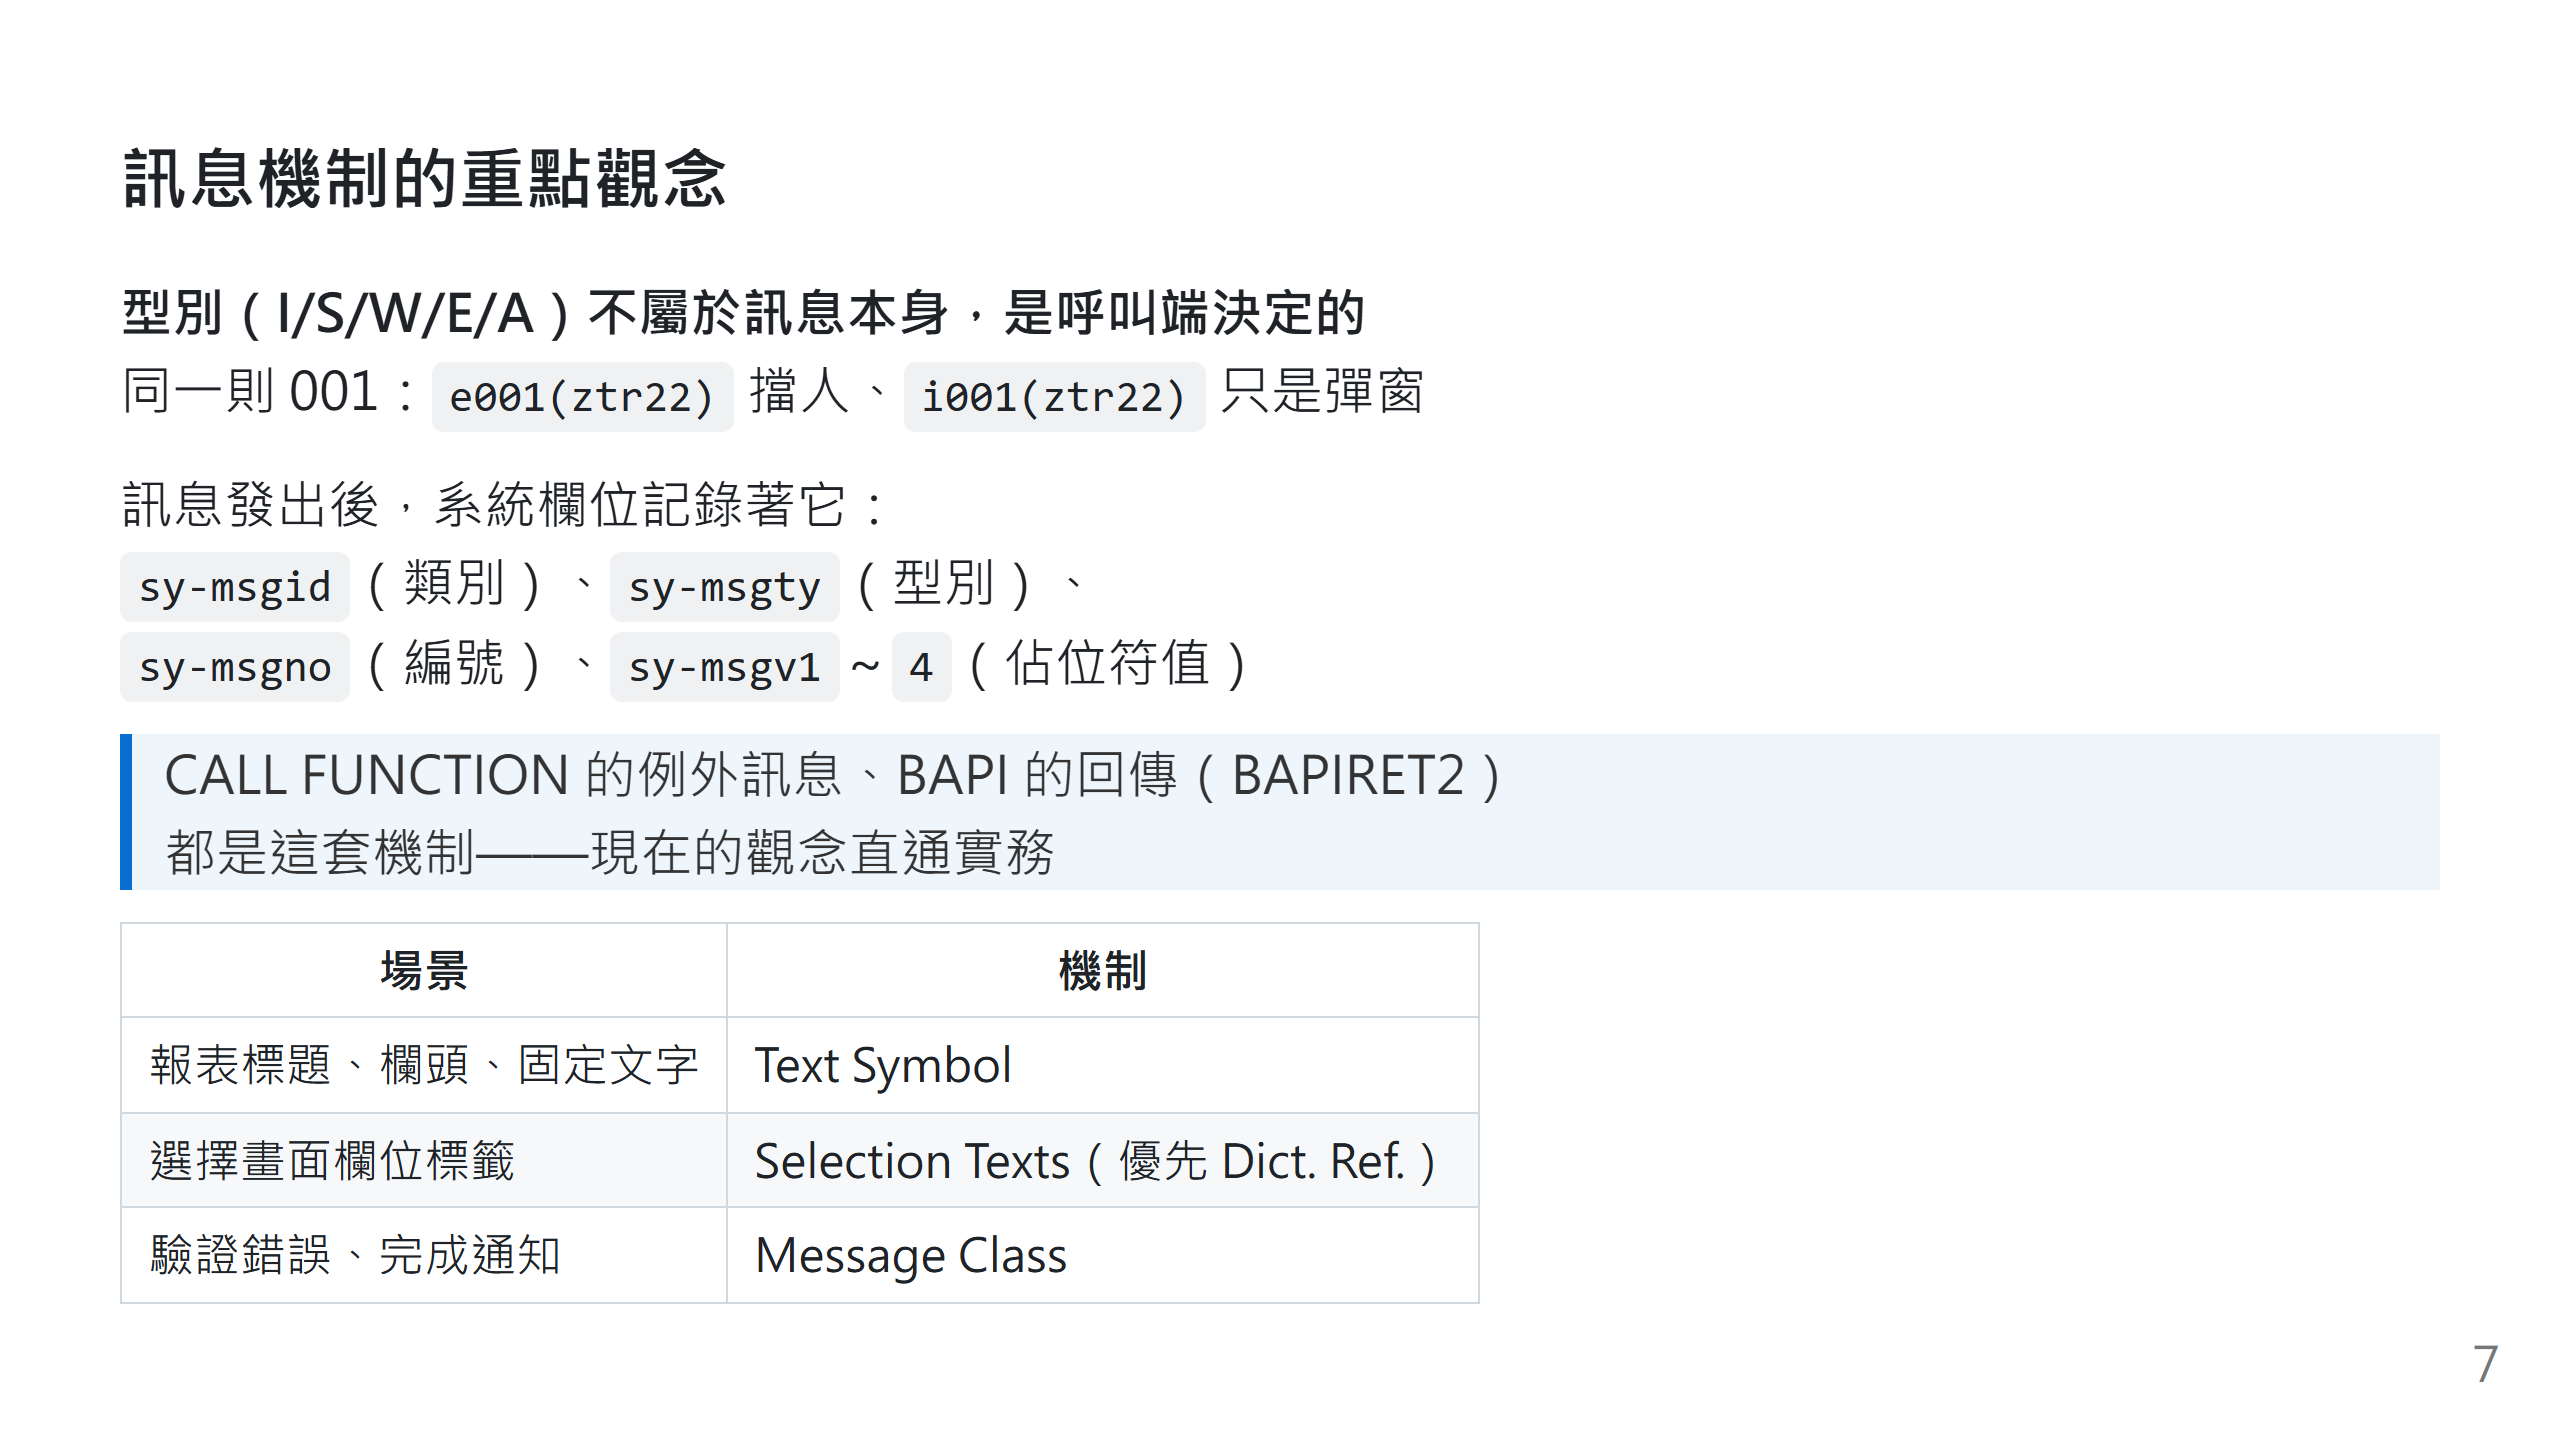 訊息機制的重點觀念
型別（I/S/W/E/A）不屬於訊息本身，是呼叫端決定的
同一則 001：e001(ztr22) 擋人、i001(ztr22) 只是彈窗
訊息發出後，系統欄位記錄著它：
sy-msgid（類別）、sy-msgty（型別）、
sy-msgno（編號）、sy-msgv1 ~ 4（佔位符值）
CALL FUNCTION 的例外訊息、BAPI 的回傳（BAPIRET2）
都是這套機制——現在的觀念直通實務
場景 機制
報表標題、欄頭、固定文字 Text Symbol
選擇畫面欄位標籤 Selection Texts（優先 Dict. Ref.）
驗證錯誤、完成通知 Message Class
7